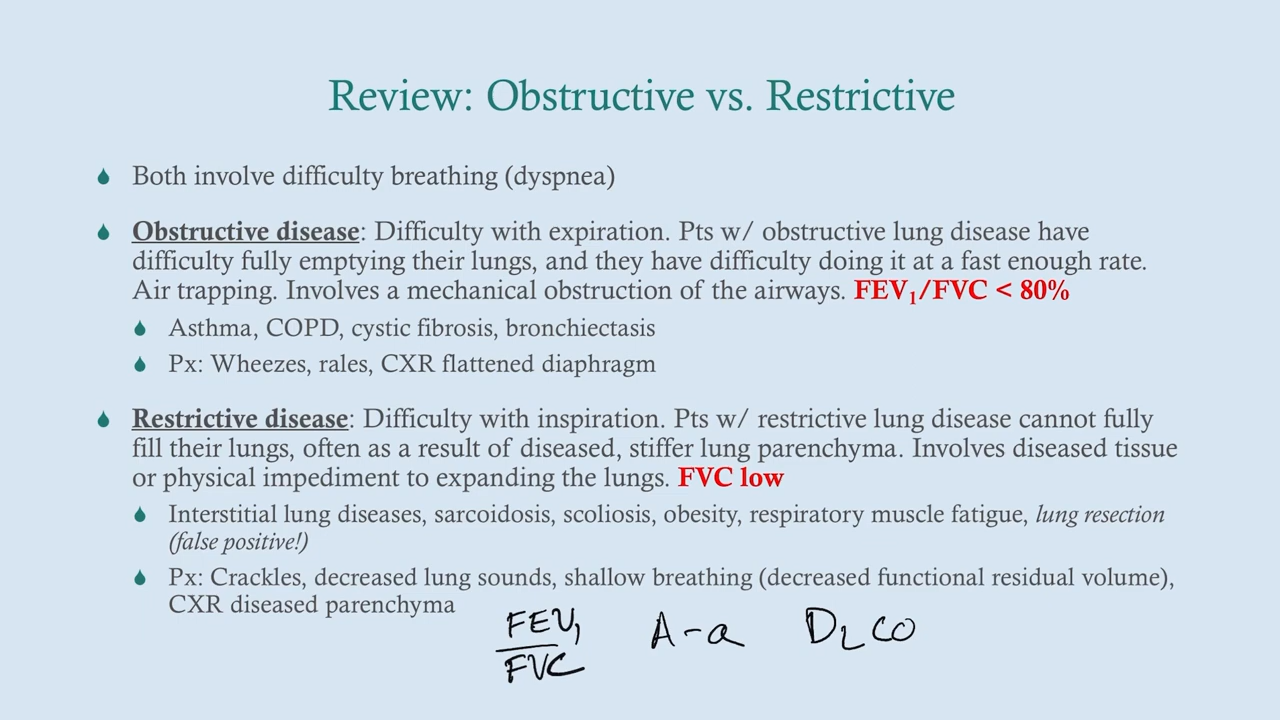 Review: Obstructive vs. Restrictive
Both involve difficulty breathing (dyspnea)
Obstructive disease: Difficulty with expiration. Pts w/ obstructive lung disease have
difficulty fully emptying their lungs, and they have difficulty doing it at a fast enough rate.
Air trapping. Involves a mechanical obstruction of the airways. FEV₁/FVC < 80%
Asthma, COPD, cystic fibrosis, bronchiectasis
Px: Wheezes, rales, CXR flattened diaphragm
Restrictive disease: Difficulty with inspiration. Pts w/ restrictive lung disease cannot fully
fill their lungs, often as a result of diseased, stiffer lung parenchyma. Involves diseased tissue
or physical impediment to expanding the lungs. FVC low
Interstitial lung diseases, sarcoidosis, scoliosis, obesity, respiratory muscle fatigue, lung resection
(false positive!)
Px: Crackles, decreased lung sounds, shallow breathing (decreased functional residual volume),
CXR diseased parenchyma
FEV₁ A-a DLCO
FVC